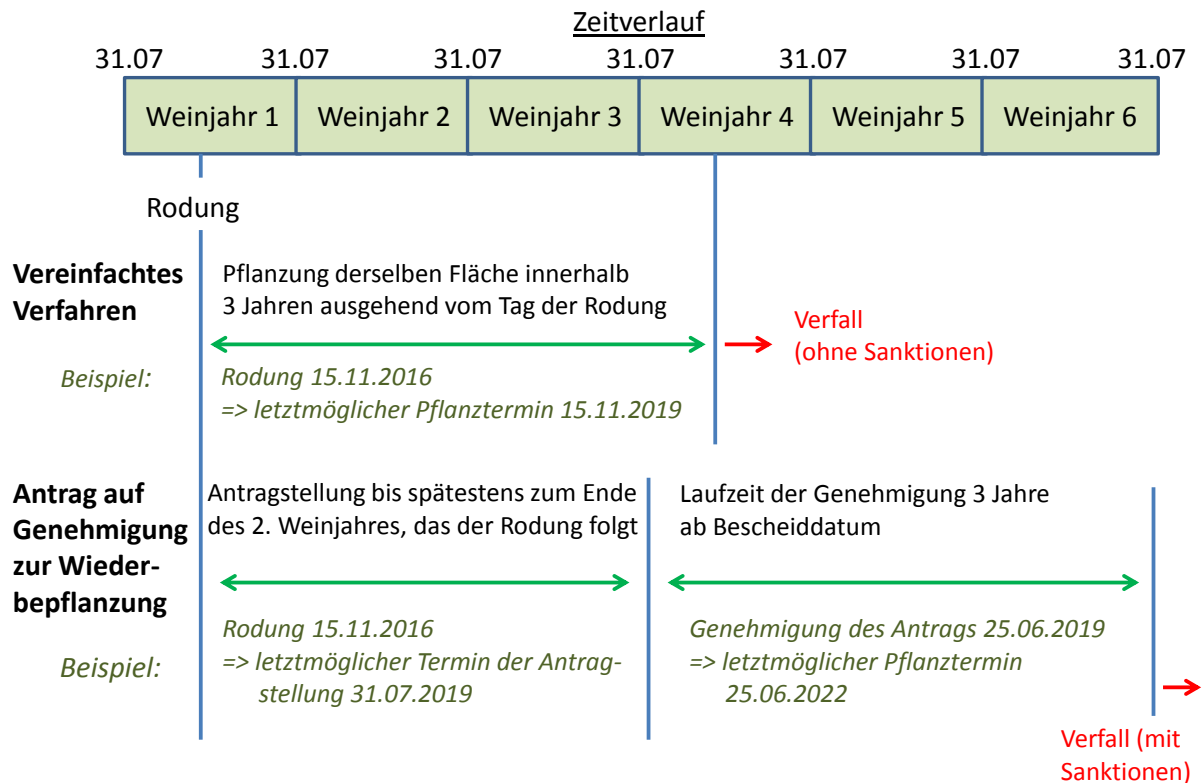 Zeitverlauf
31.07 31.07 31.07 31.07 31.07 31.07 31.07
Weinjahr 1 Weinjahr 2 Weinjahr 3 Weinjahr 4 Weinjahr 5 Weinjahr 6
Rodung
Vereinfachtes
Verfahren
Pflanzung derselben Fläche innerhalb
3 Jahren ausgehend vom Tag der Rodung
Verfall
(ohne Sanktionen)
Beispiel:
Rodung 15.11.2016
=> letztmöglicher Pflanztermin 15.11.2019
Antrag auf
Genehmigung
zur Wieder-
bepflanzung
Antragstellung bis spätestens zum Ende
des 2. Weinjahres, das der Rodung folgt
Laufzeit der Genehmigung 3 Jahre
ab Bescheiddatum
Beispiel:
Rodung 15.11.2016
=> letztmöglicher Termin der Antrag-
stellung 31.07.2019
Genehmigung des Antrags 25.06.2019
=> letztmöglicher Pflanztermin
25.06.2022
Verfall (mit
Sanktionen)